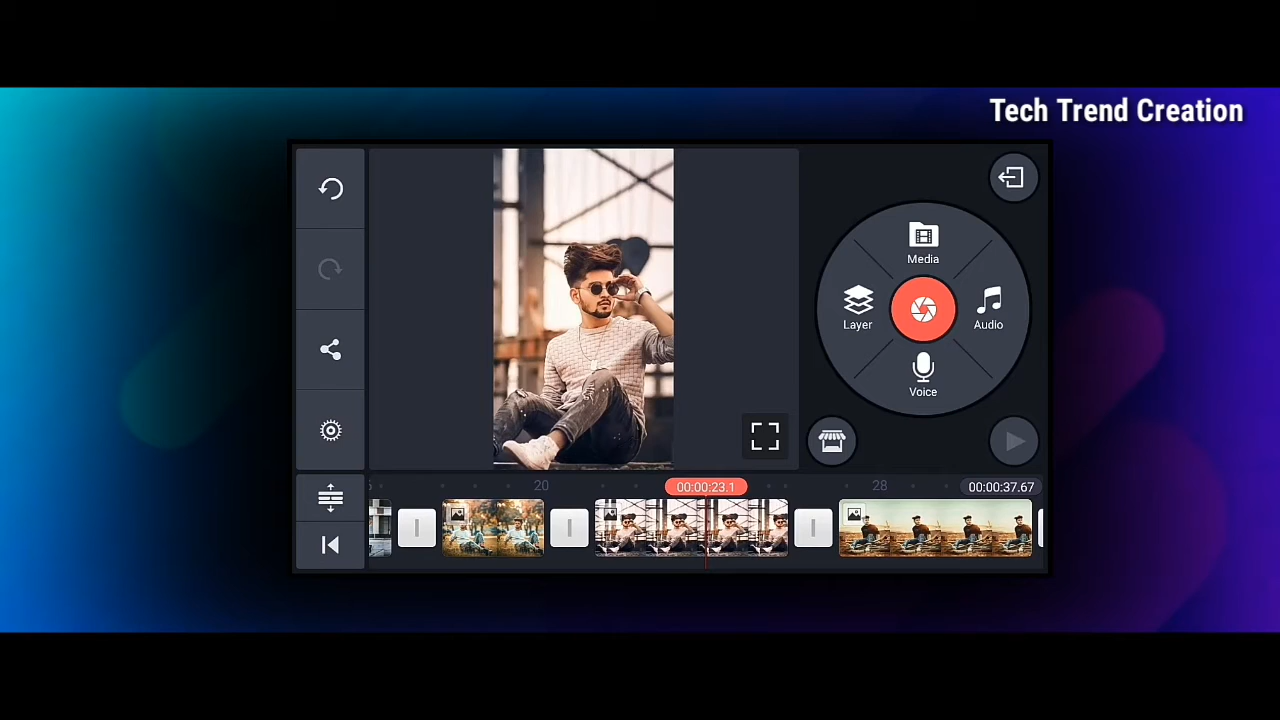 Tech Trend Creation
Media
Layer
Audio
Voice
20
00:00:23.1
28
00:00:37.67